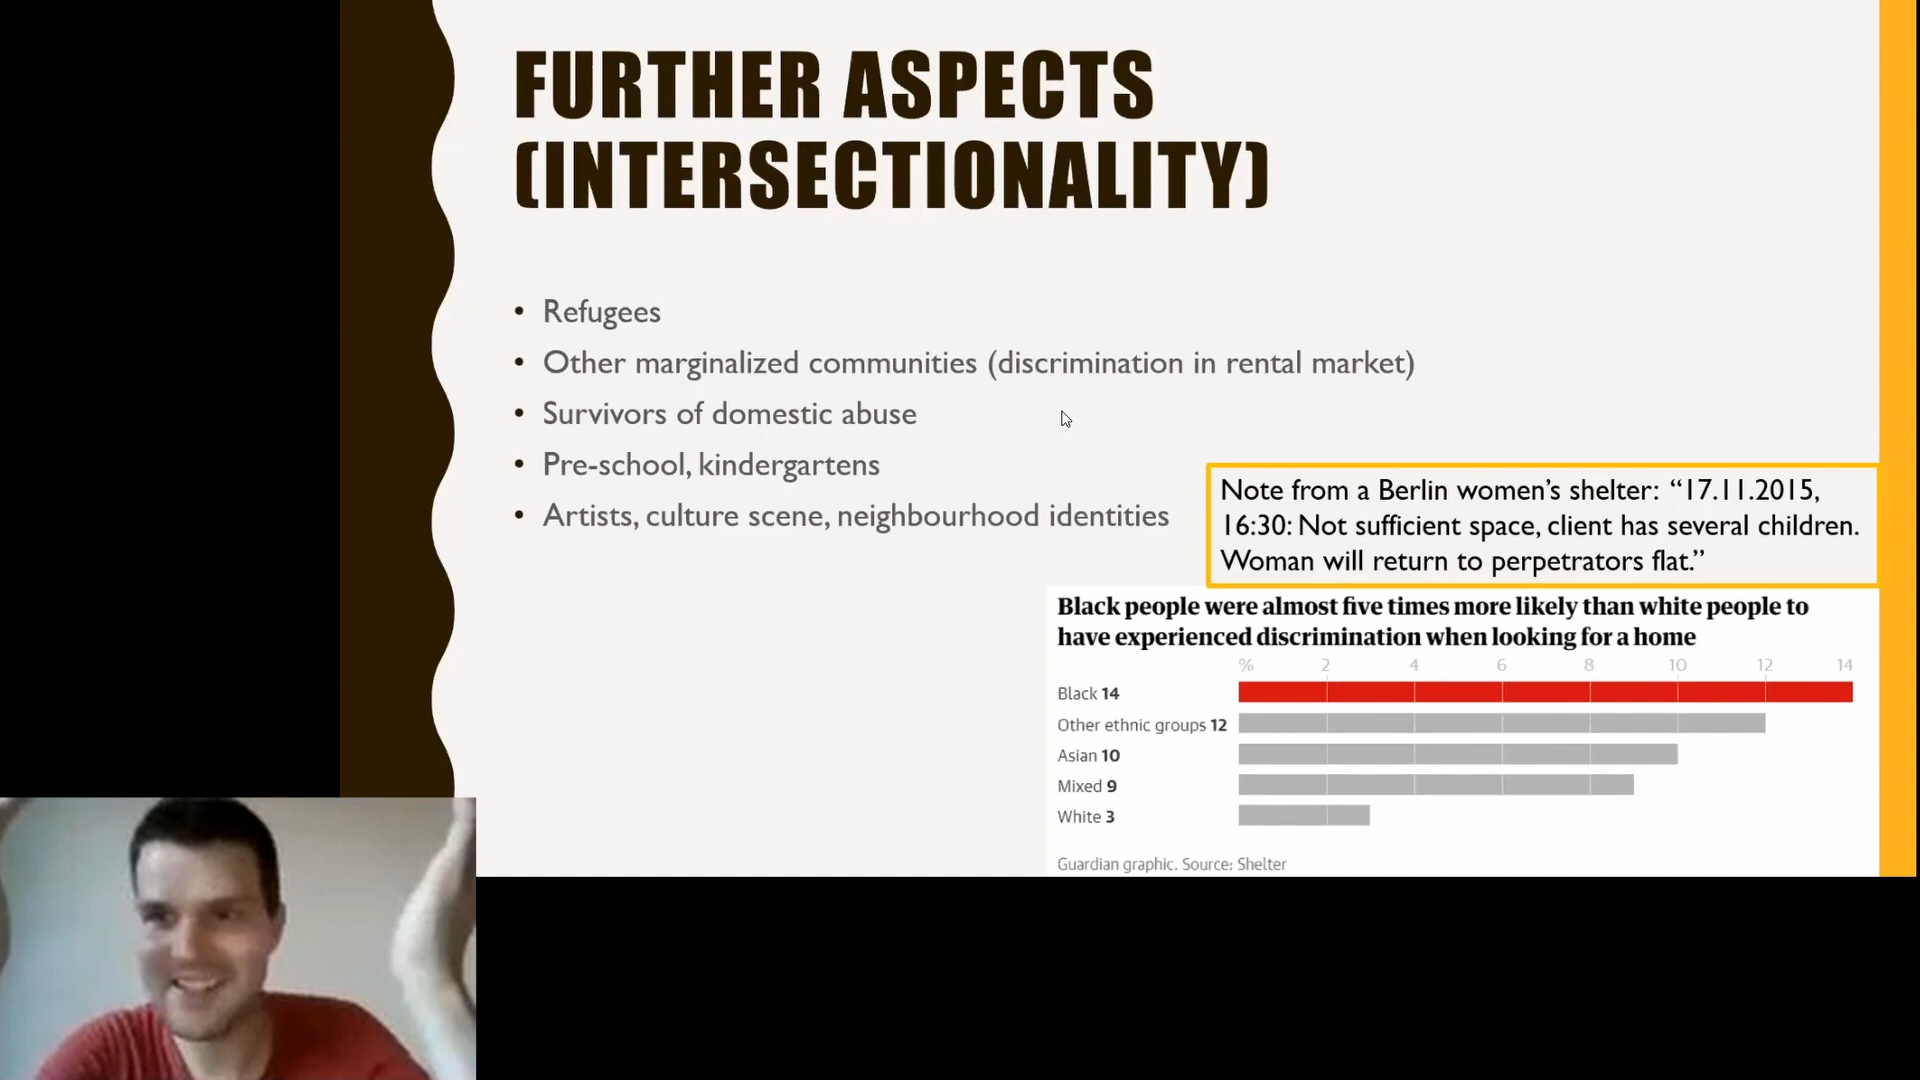 FURTHER ASPECTS
(INTERSECTIONALITY)
• Refugees
• Other marginalized communities (discrimination in rental market)
• Survivors of domestic abuse
• Pre-school, kindergartens
• Artists, culture scene, neighbourhood identities
Note from a Berlin women’s shelter: “17.11.2015,
16:30: Not sufficient space, client has several children.
Woman will return to perpetrators flat.”
Black people were almost five times more likely than white people to
have experienced discrimination when looking for a home
% 2 4 6 8 10 12 14
Black 14
Other ethnic groups 12
Asian 10
Mixed 9
White 3
Guardian graphic. Source: Shelter